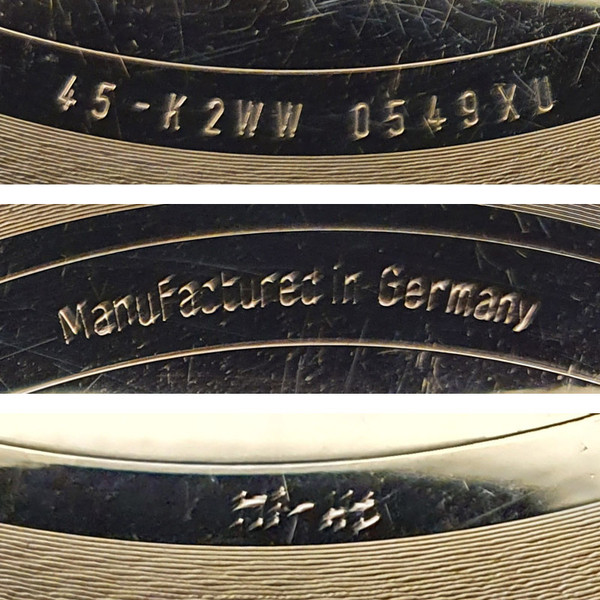 45-K2WW 0549XU
Manufactured in Germany